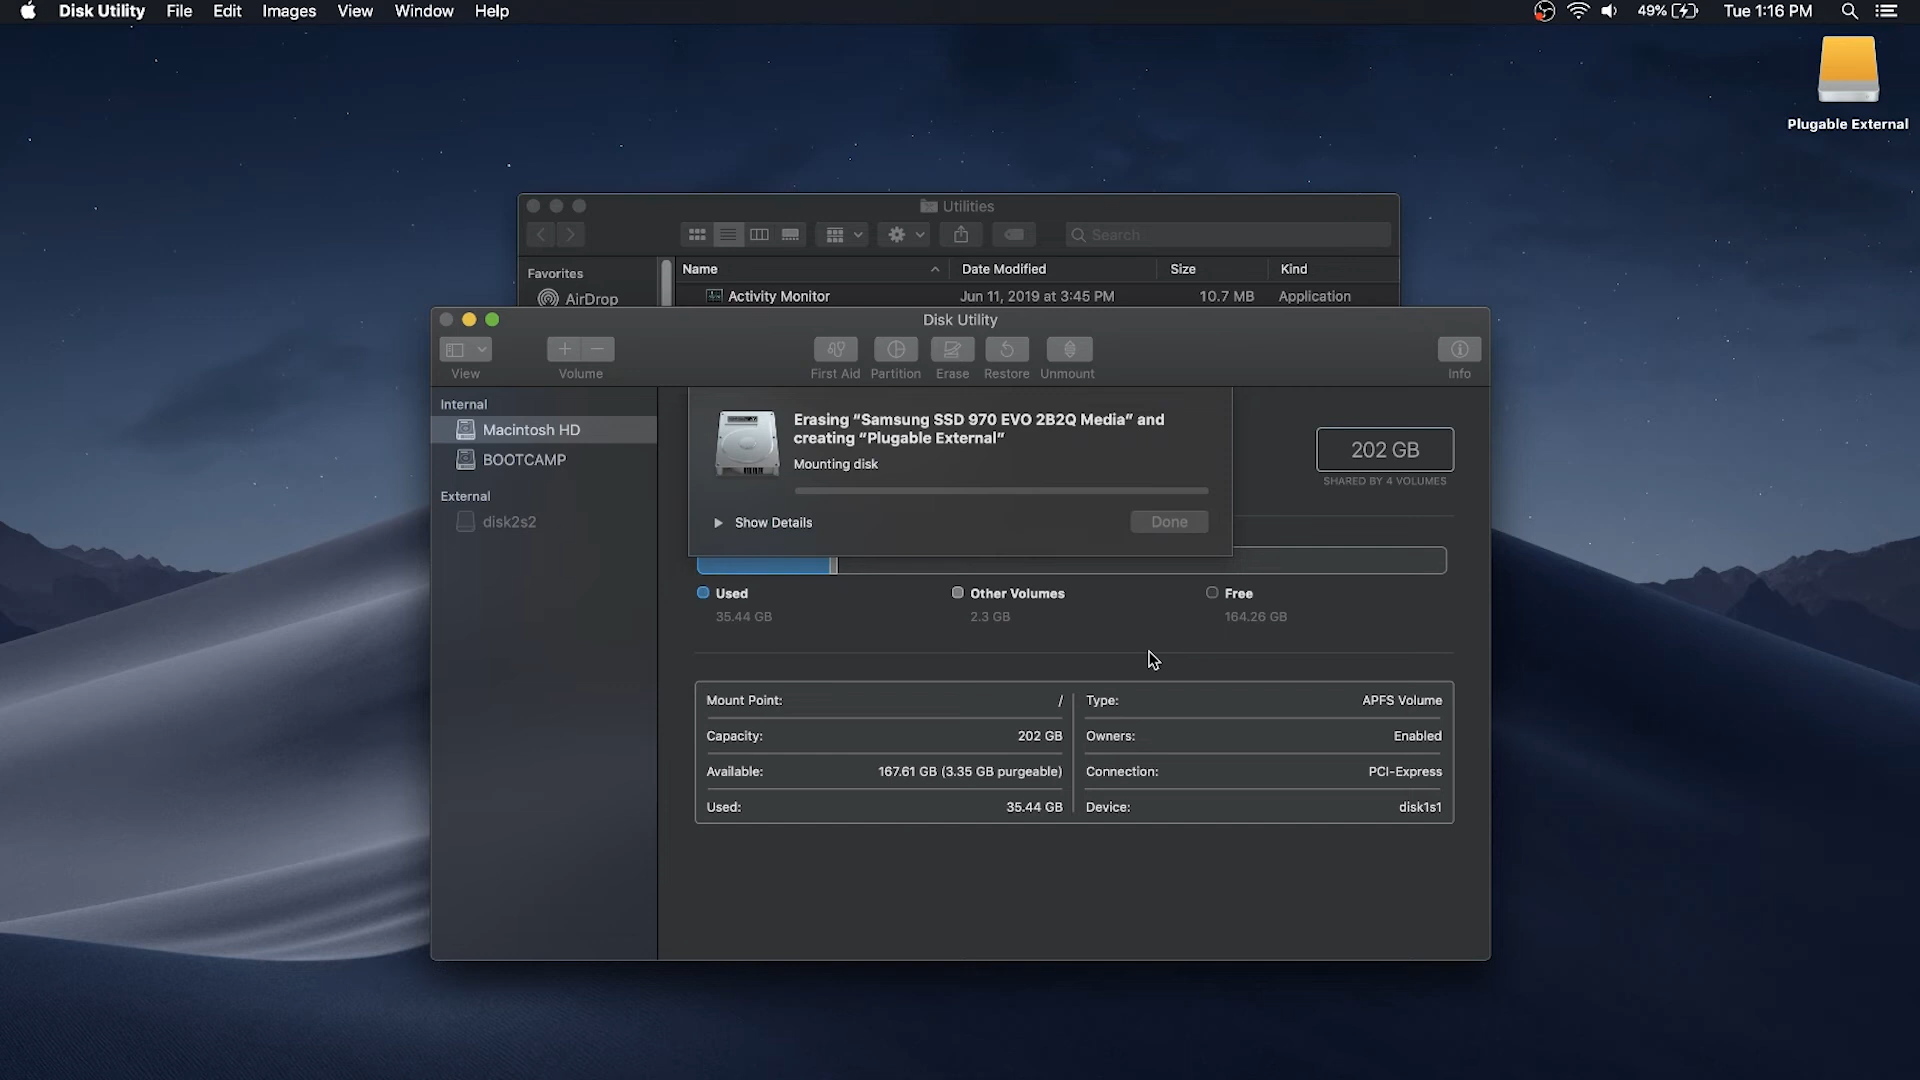 Disk Utility File Edit Images View Window Help
49% Tue 1:16 PM
Plugable External
Utilities
Search
Favorites
AirDrop
Name Date Modified Size Kind
Activity Monitor Jun 11, 2019 at 3:45 PM 10.7 MB Application
Disk Utility
View
Volume
First Aid Partition Erase Restore Unmount
Info
Internal
Macintosh HD
BOOTCAMP
External
disk2s2
Erasing “Samsung SSD 970 EVO 2B2Q Media” and
creating “Plugable External”
Mounting disk
Show Details
Done
202 GB
SHARED BY 4 VOLUMES
Used
35.44 GB
Other Volumes
2.3 GB
Free
164.26 GB
Mount Point: /
Capacity: 202 GB
Available: 167.61 GB (3.35 GB purgeable)
Used: 35.44 GB
Type: APFS Volume
Owners: Enabled
Connection: PCI-Express
Device: disk1s1